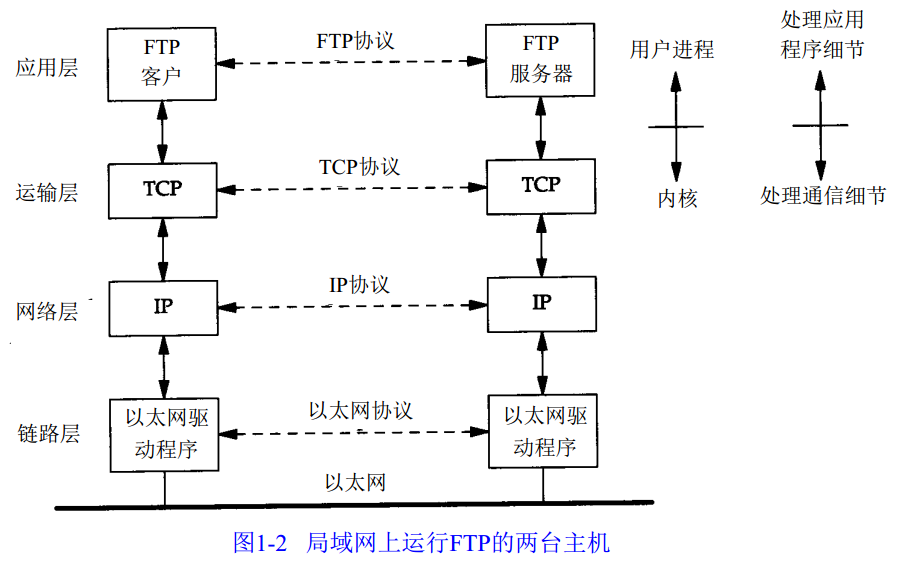 处理应用
程序细节
用户进程
FTP
客户
FTP协议
FTP
服务器
应用层
TCP
TCP协议
TCP
运输层
内核
处理通信细节
IP
IP协议
IP
网络层
以太网驱
动程序
以太网协议
以太网驱
动程序
链路层
以太网
图1-2 局域网上运行FTP的两台主机